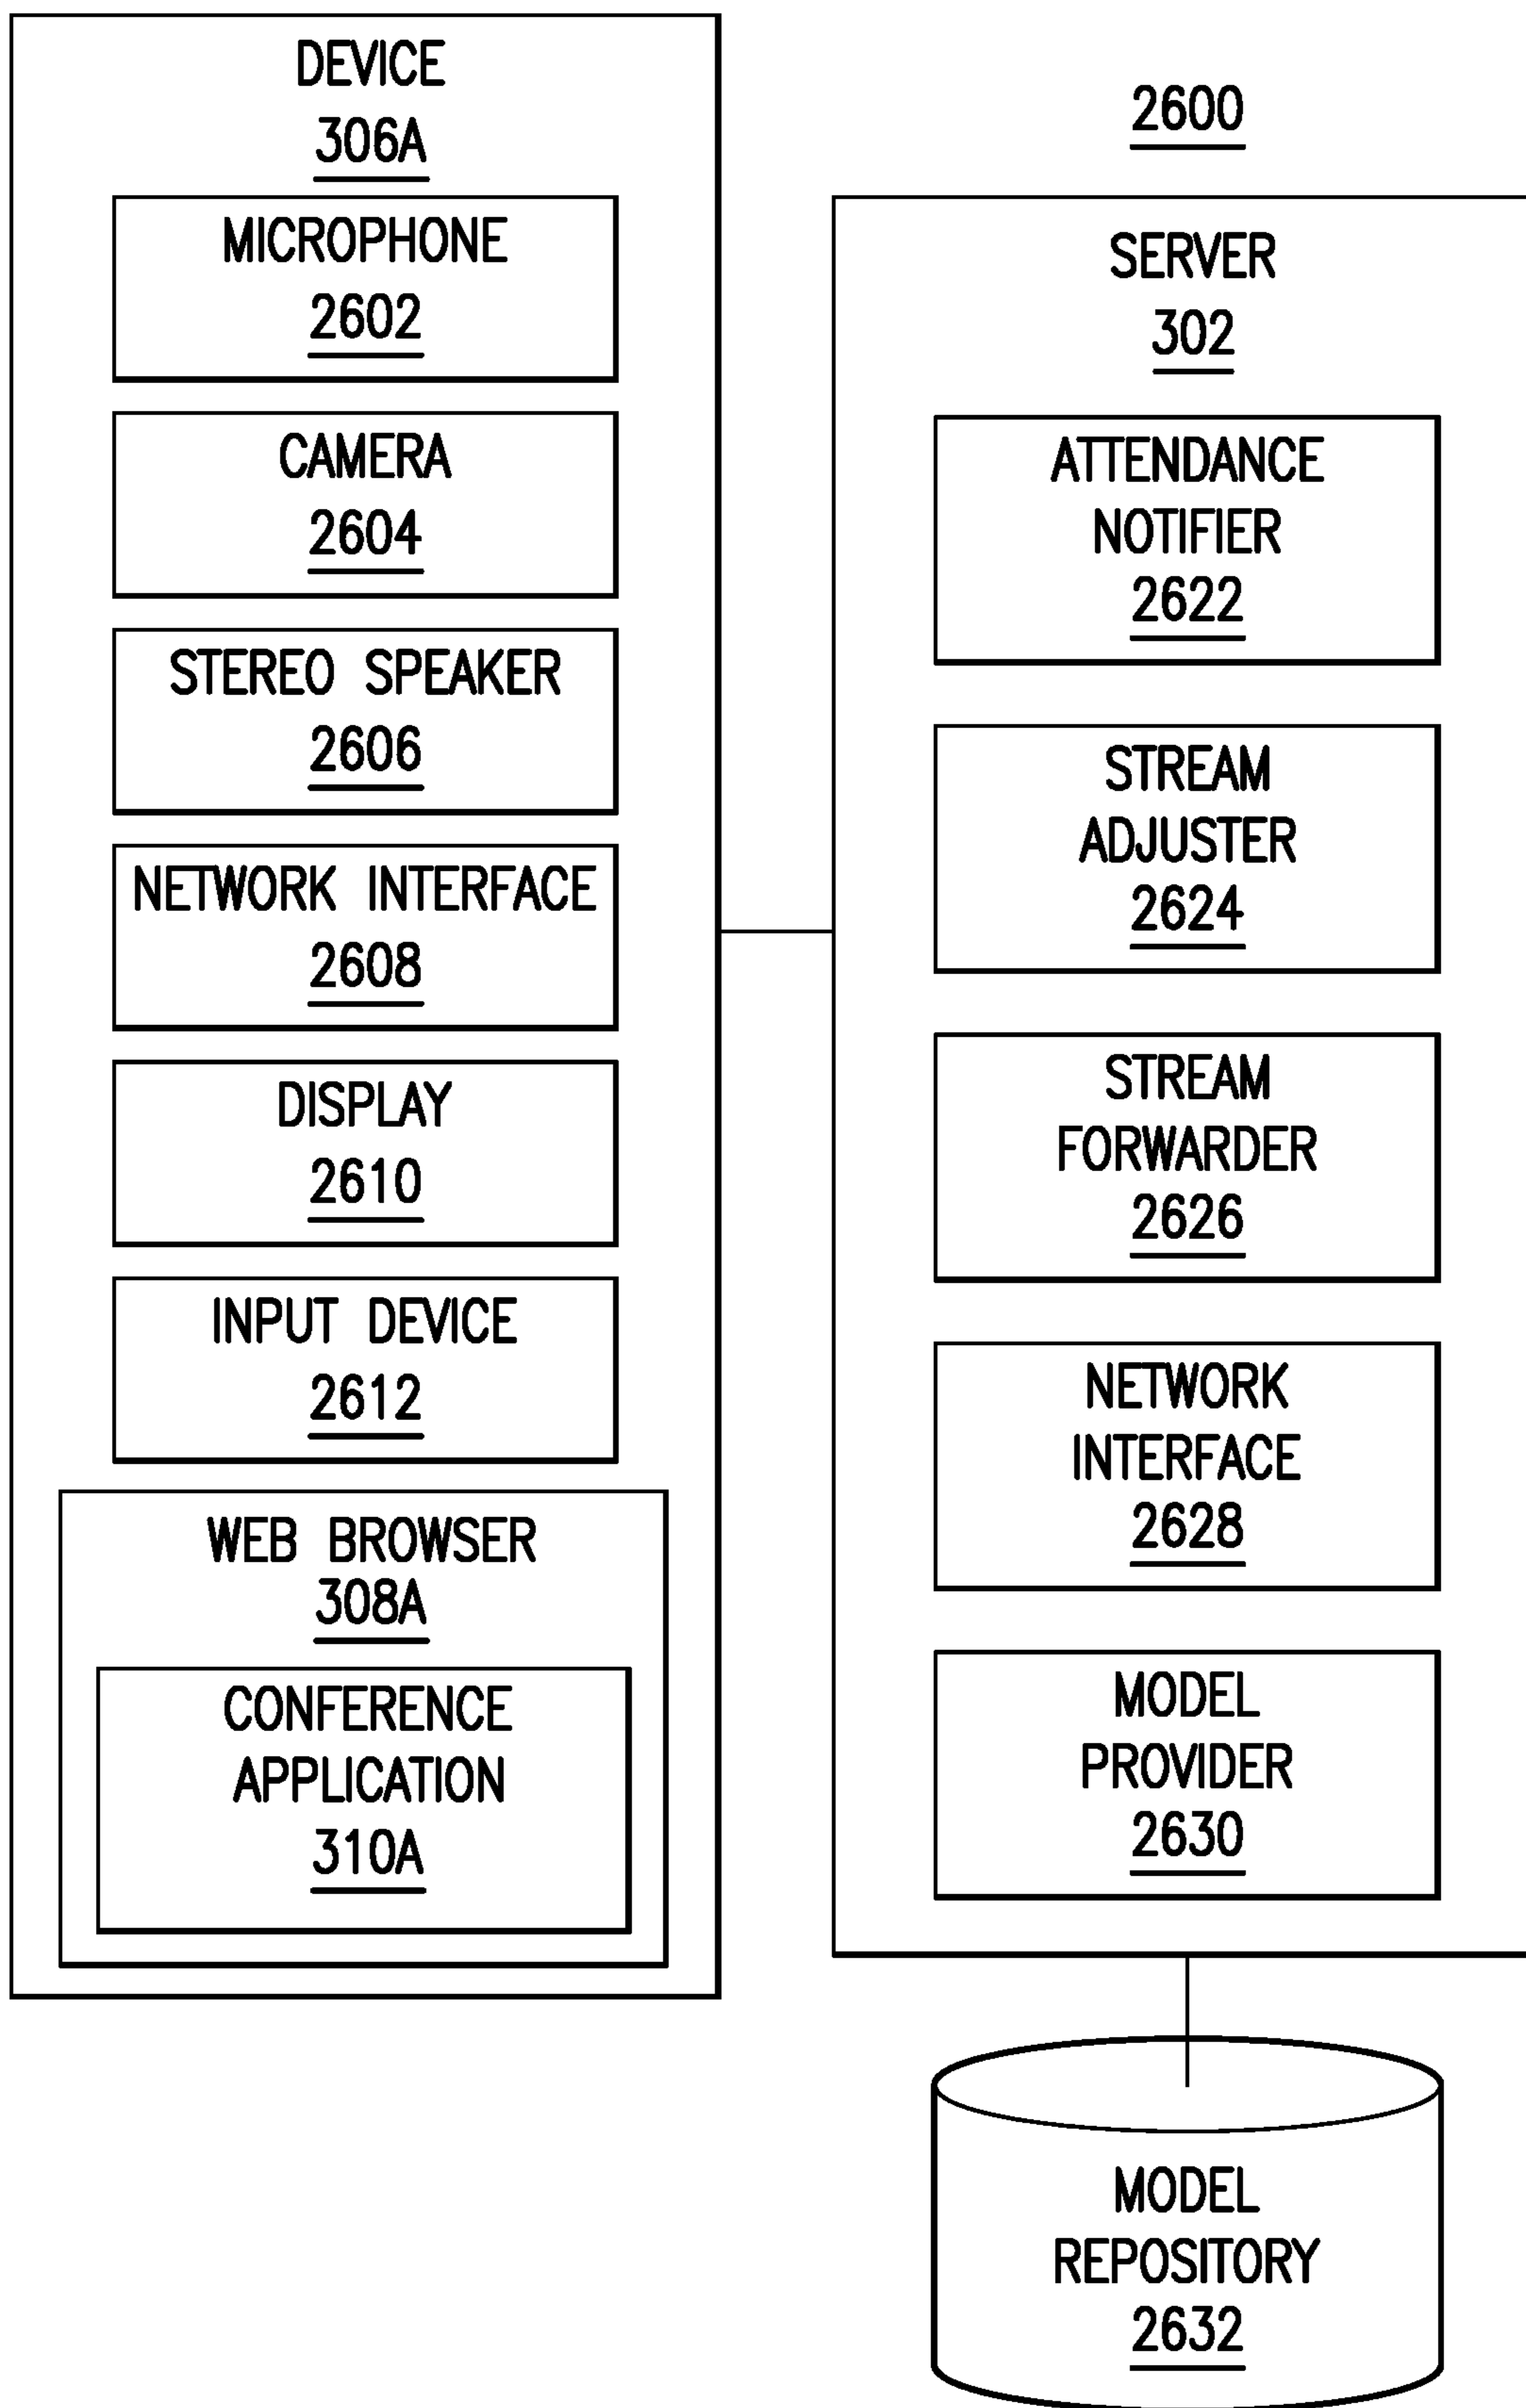 DEVICE
306A
MICROPHONE
2602
CAMERA
2604
STEREO SPEAKER
2606
NETWORK INTERFACE
2608
DISPLAY
2610
INPUT DEVICE
2612
WEB BROWSER
308A
CONFERENCE
APPLICATION
310A
2600
SERVER
302
ATTENDANCE
NOTIFIER
2622
STREAM
ADJUSTER
2624
STREAM
FORWARDER
2626
NETWORK
INTERFACE
2628
MODEL
PROVIDER
2630
MODEL
REPOSITORY
2632